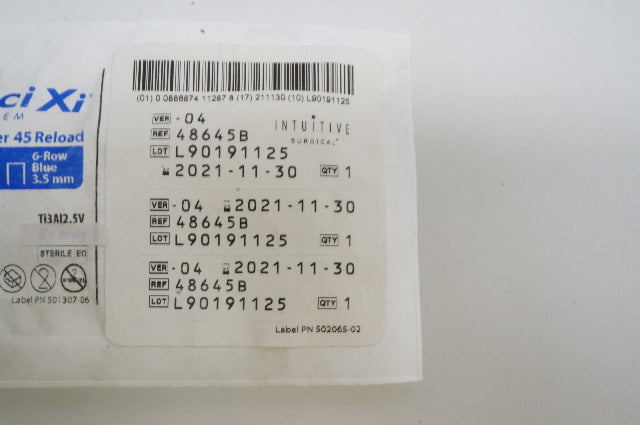 ci Xi
EM
er 45 Reload
6-Row
Blue
3.5 mm
Ti3Al2.5V
Rx only
STERILE EO
Label PN 501307-06
(01) 0 0886874 11287 8 (17) 211130 (10) L90191125
VER - 04
INTUITIVE
SURGICAL
REF 48645B
LOT L90191125
2021-11-30 QTY 1
VER - 04 2021-11-30
REF 48645B
LOT L90191125 QTY 1
VER - 04 2021-11-30
REF 48645B
LOT L90191125 QTY 1
Label PN 502065-02